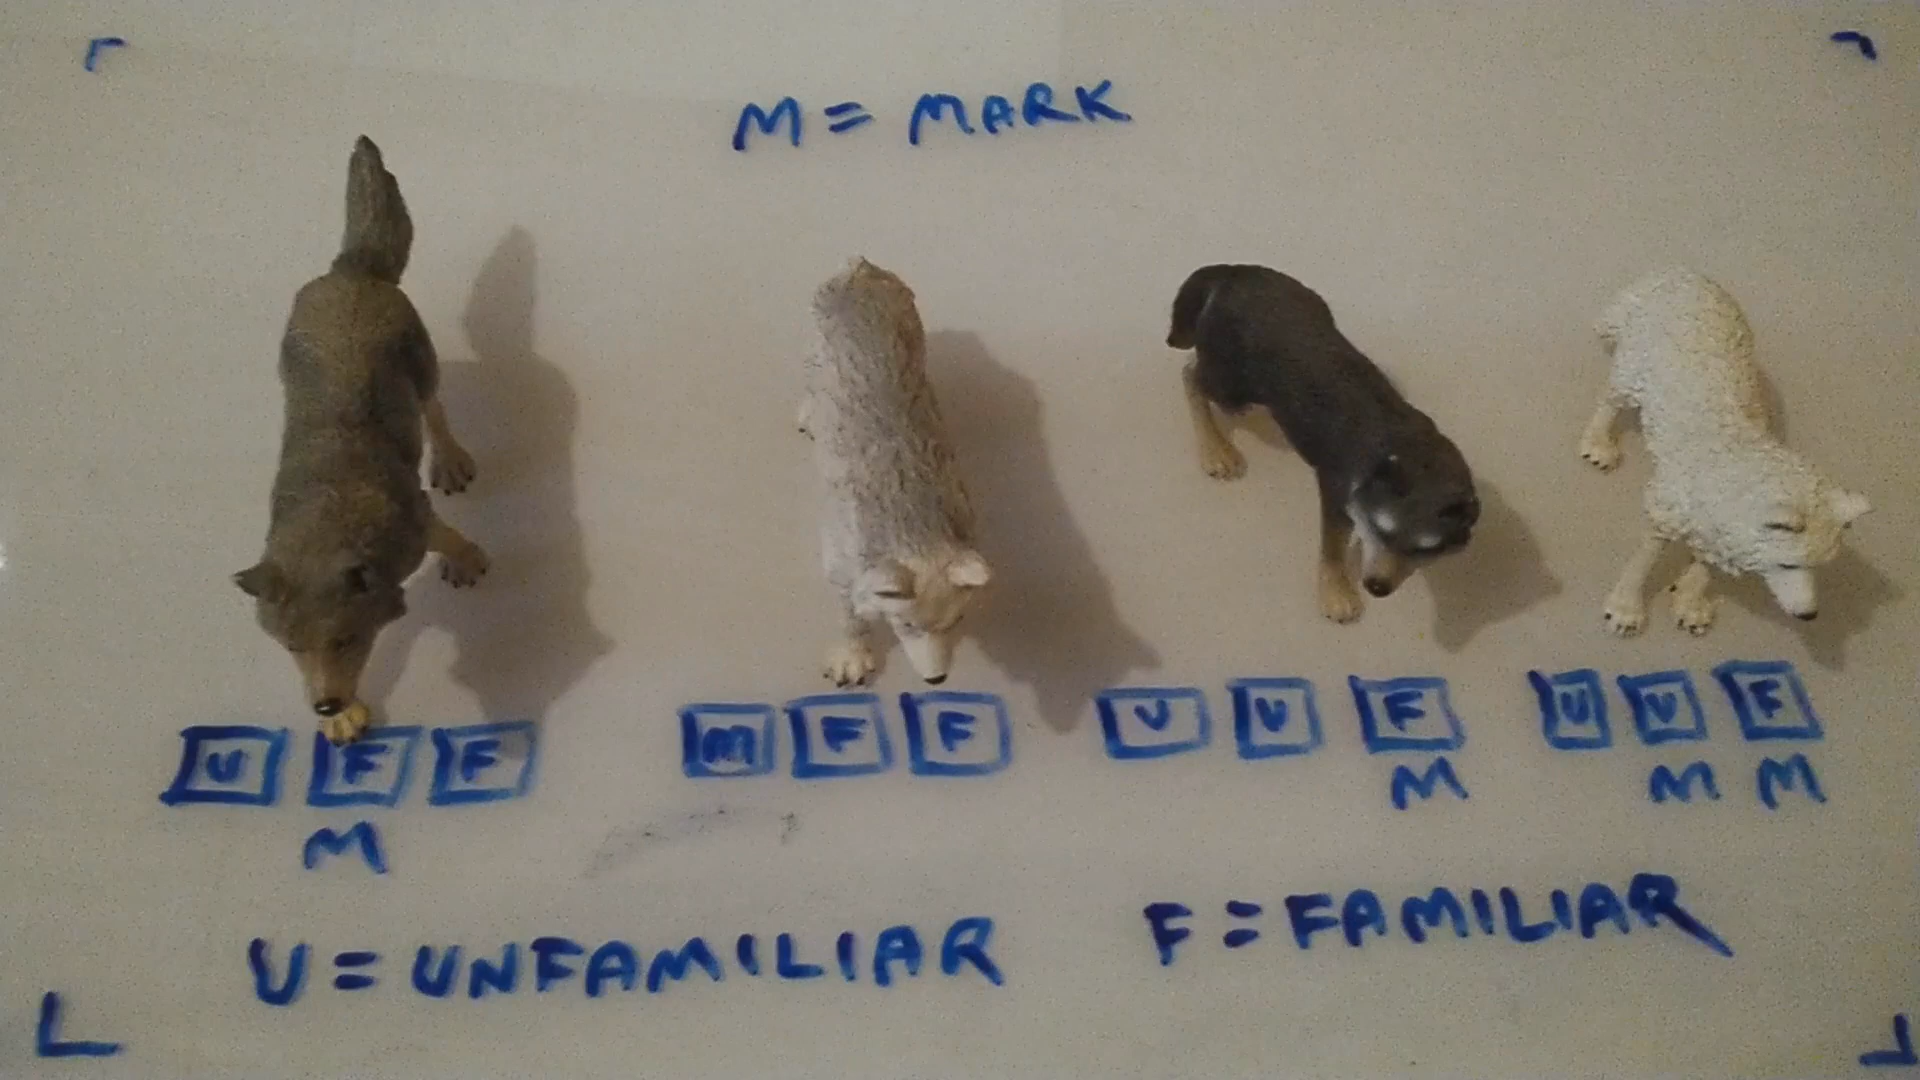 M = MARK
U F F M F F U U F U U F
M M M M
U = UNFAMILIAR F = FAMILIAR